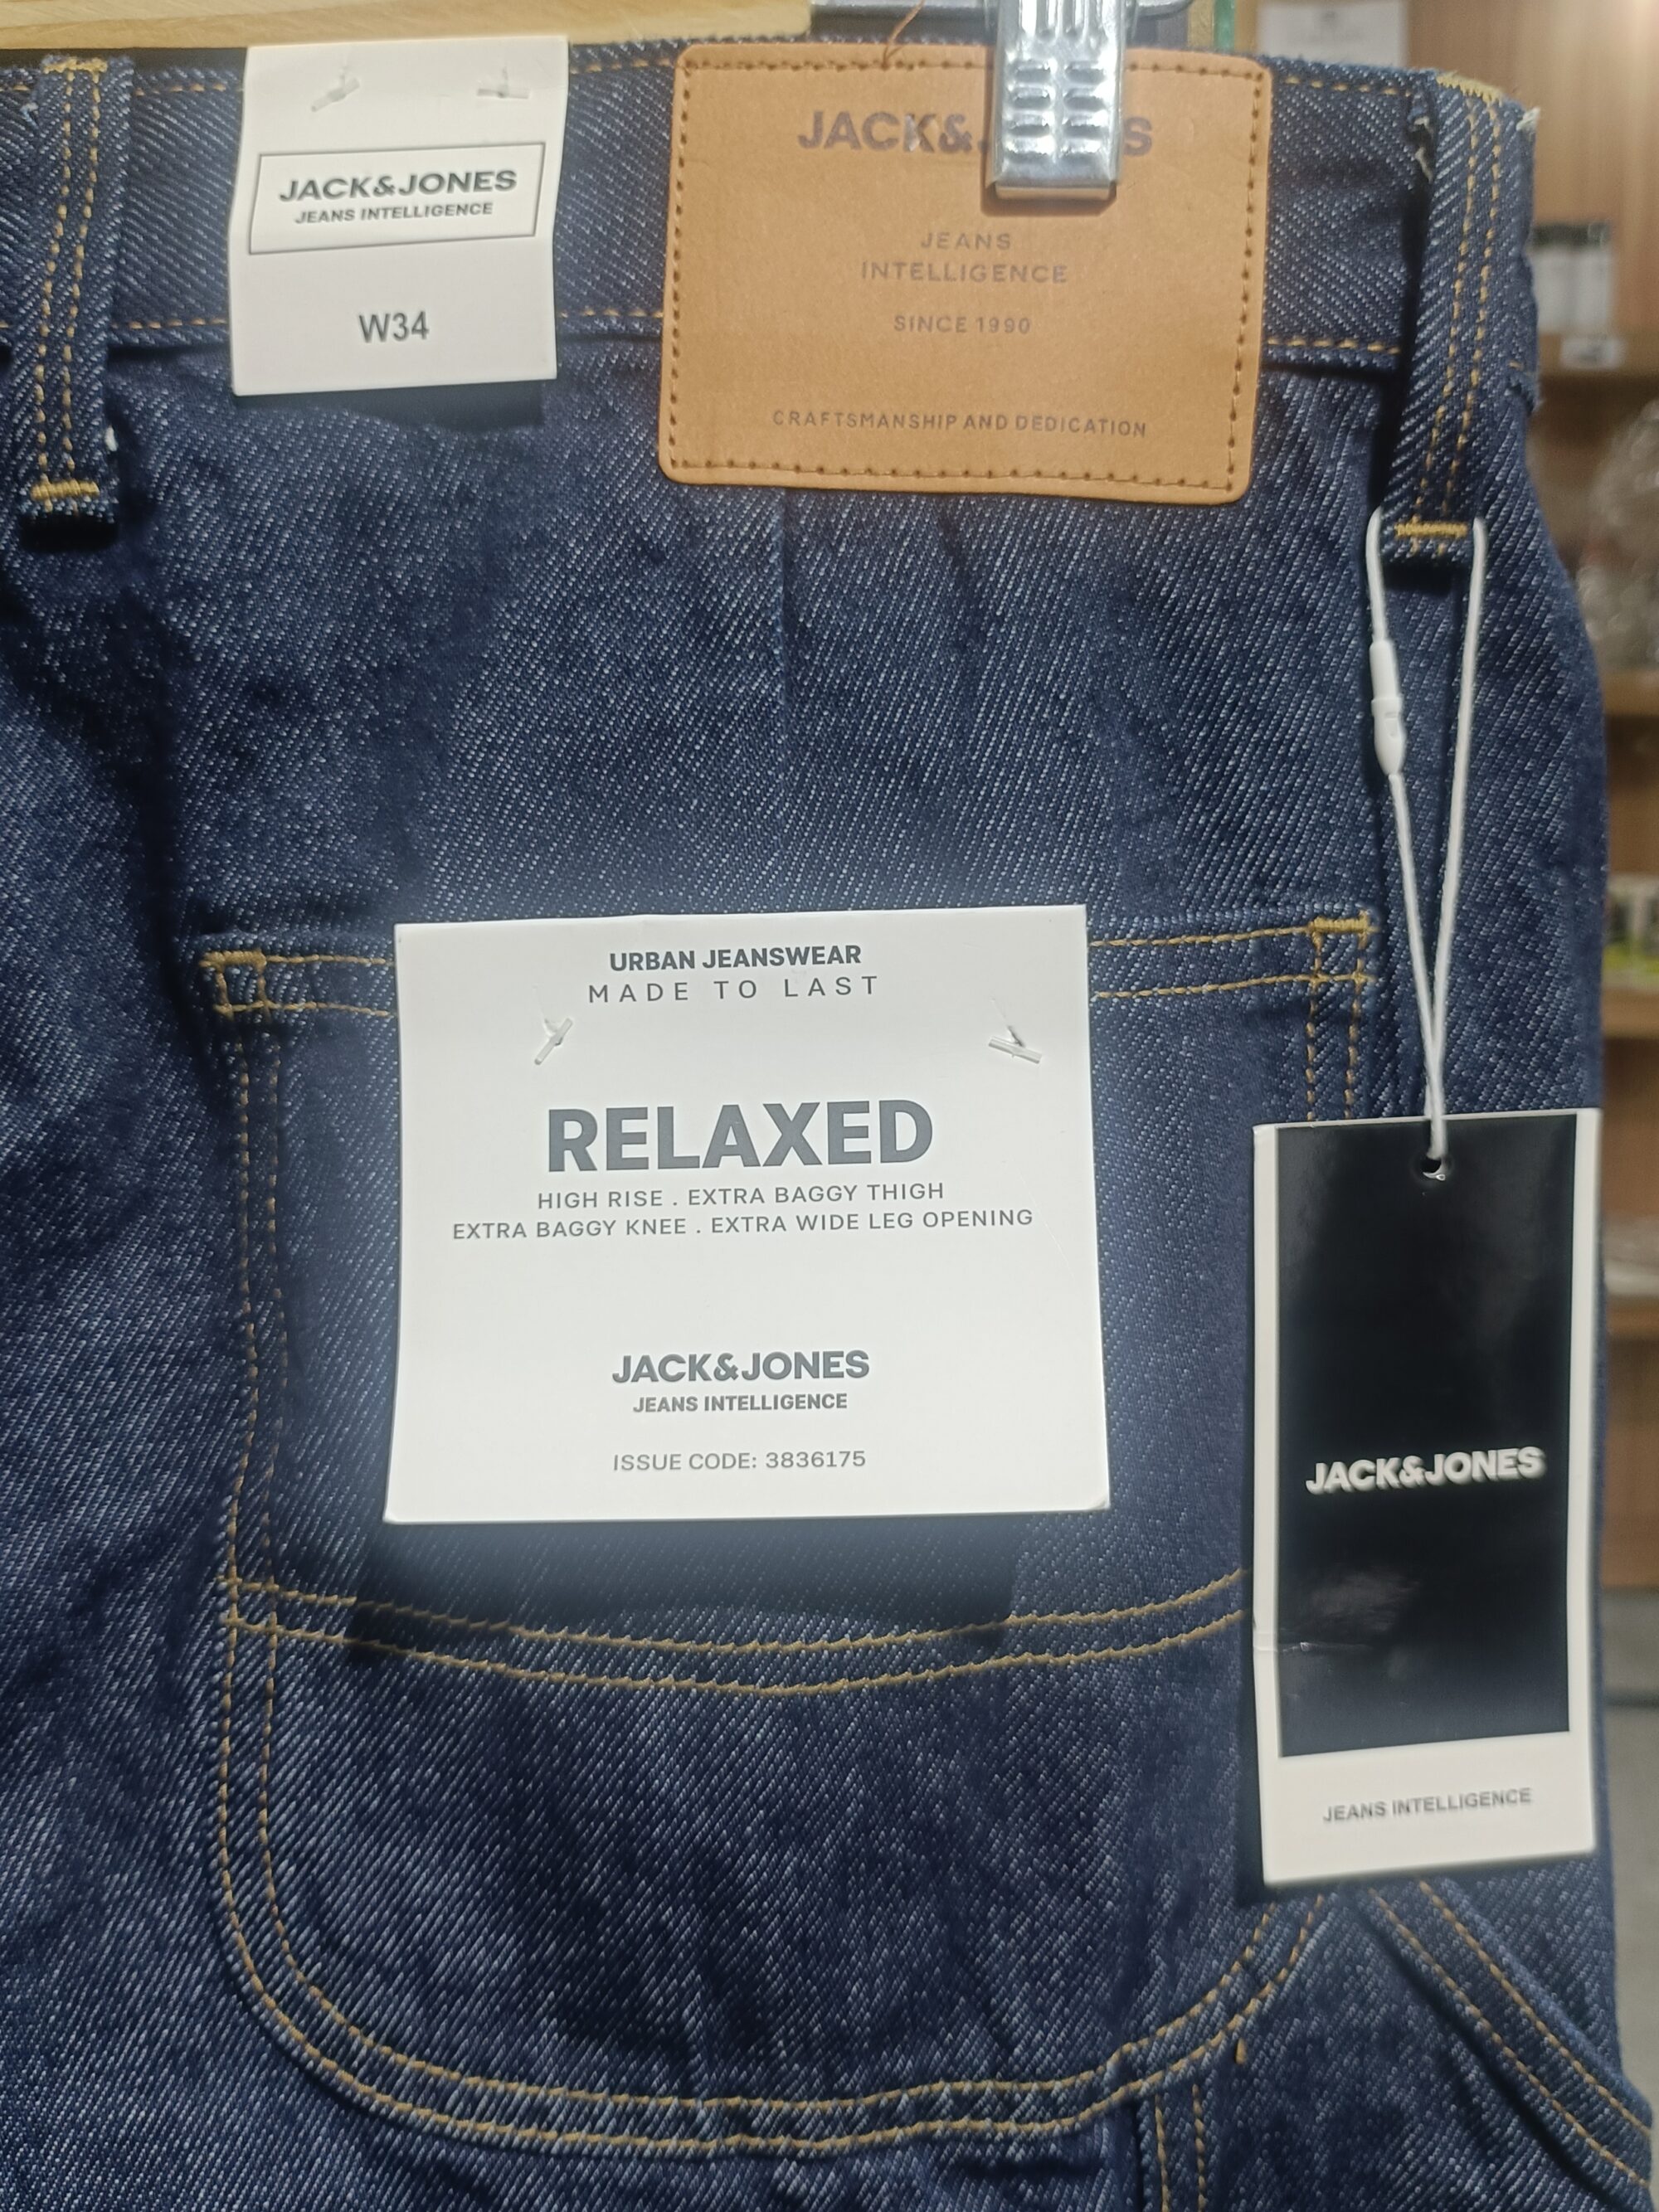 JACK&JONES
JEANS INTELLIGENCE
W34
JACK&
S
JEANS
INTELLIGENCE
SINCE 1990
CRAFTSMANSHIP AND DEDICATION
URBAN JEANSWEAR
MADE TO LAST
RELAXED
HIGH RISE . EXTRA BAGGY THIGH
EXTRA BAGGY KNEE . EXTRA WIDE LEG OPENING
JACK&JONES
JEANS INTELLIGENCE
ISSUE CODE: 3836175
JACK&JONES
JEANS INTELLIGENCE